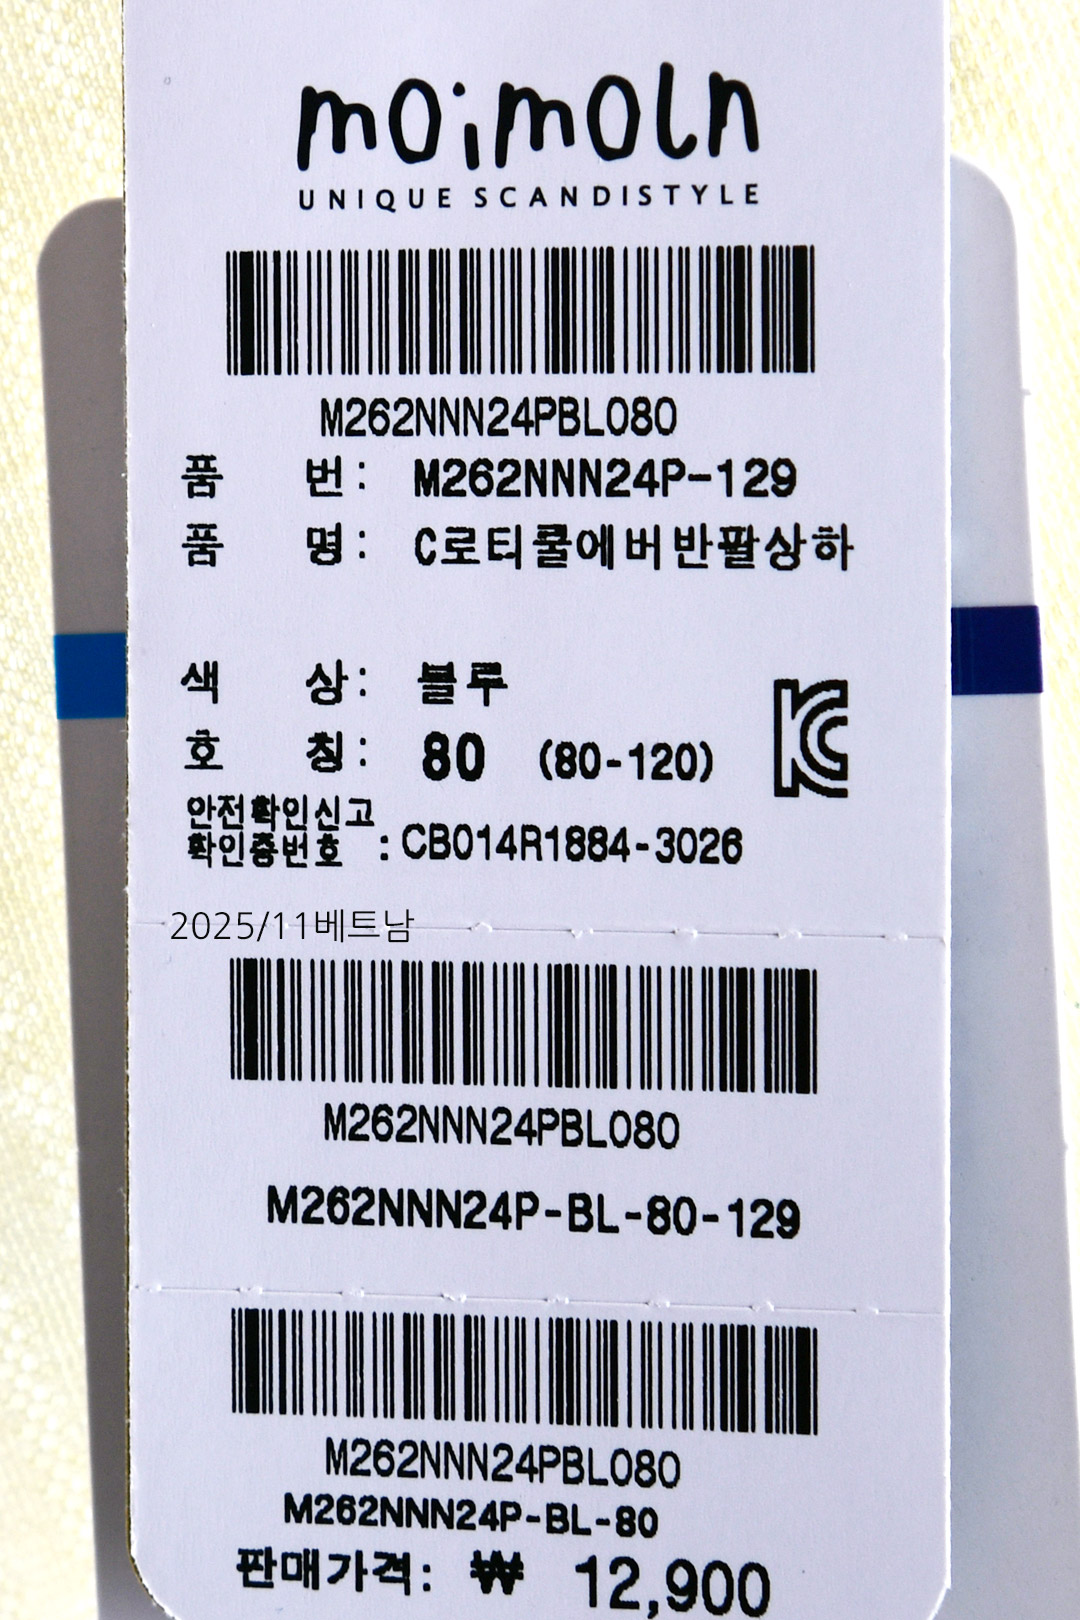 moimoln
UNIQUE SCANDISTYLE
M262NNN24PBL080
품 번: M262NNN24P-129
품 명: C로티쿨에버반팔상하
색 상: 블루
호 칭: 80 (80-120)
안전확인신고
확인증번호 : CB014R1884-3026
2025/11베트남
M262NNN24PBL080
M262NNN24P-BL-80-129
M262NNN24PBL080
M262NNN24P-BL-80
판매가격: ₩ 12,900